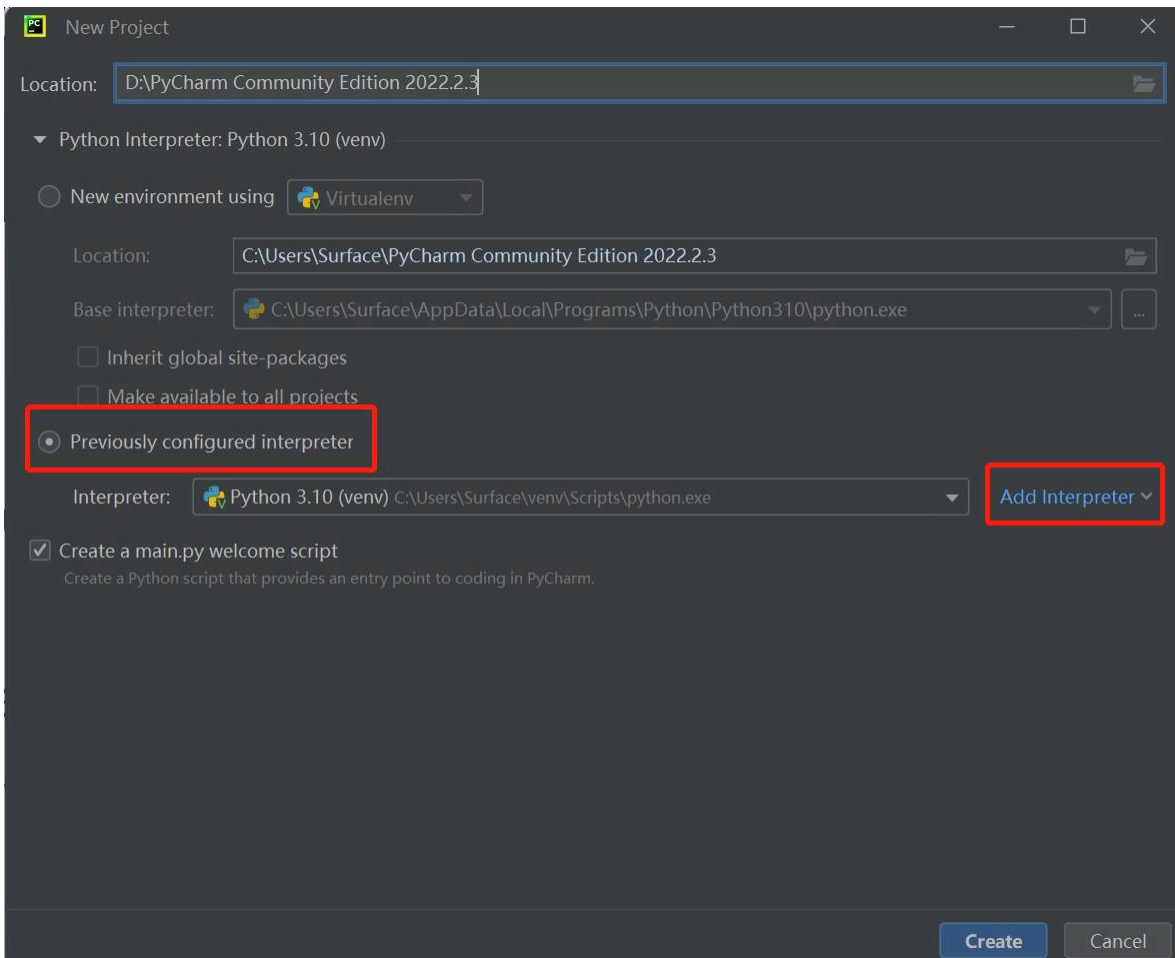 PC
New Project
Location: D:\PyCharm Community Edition 2022.2.3
Python Interpreter: Python 3.10 (venv)
New environment using Virtualenv
Location: C:\Users\Surface\PyCharm Community Edition 2022.2.3
Base interpreter: C:\Users\Surface\AppData\Local\Programs\Python\Python310\python.exe ...
Inherit global site-packages
Make available to all projects
Previously configured interpreter
Interpreter: Python 3.10 (venv) C:\Users\Surface\venv\Scripts\python.exe Add Interpreter
Create a main.py welcome script
Create a Python script that provides an entry point to coding in PyCharm.
Create Cancel